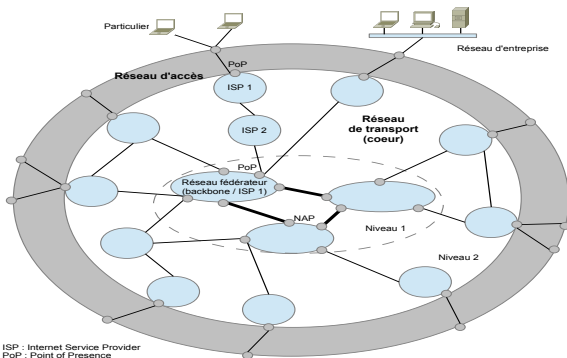 Particulier
Réseau d'entreprise
PoP
Réseau d'accès
ISP 1
Réseau
de transport
(coeur)
ISP 2
PoP
Réseau fédérateur
(backbone / ISP 1)
NAP
Niveau 1
Niveau 2
ISP : Internet Service Provider
PoP : Point of Presence